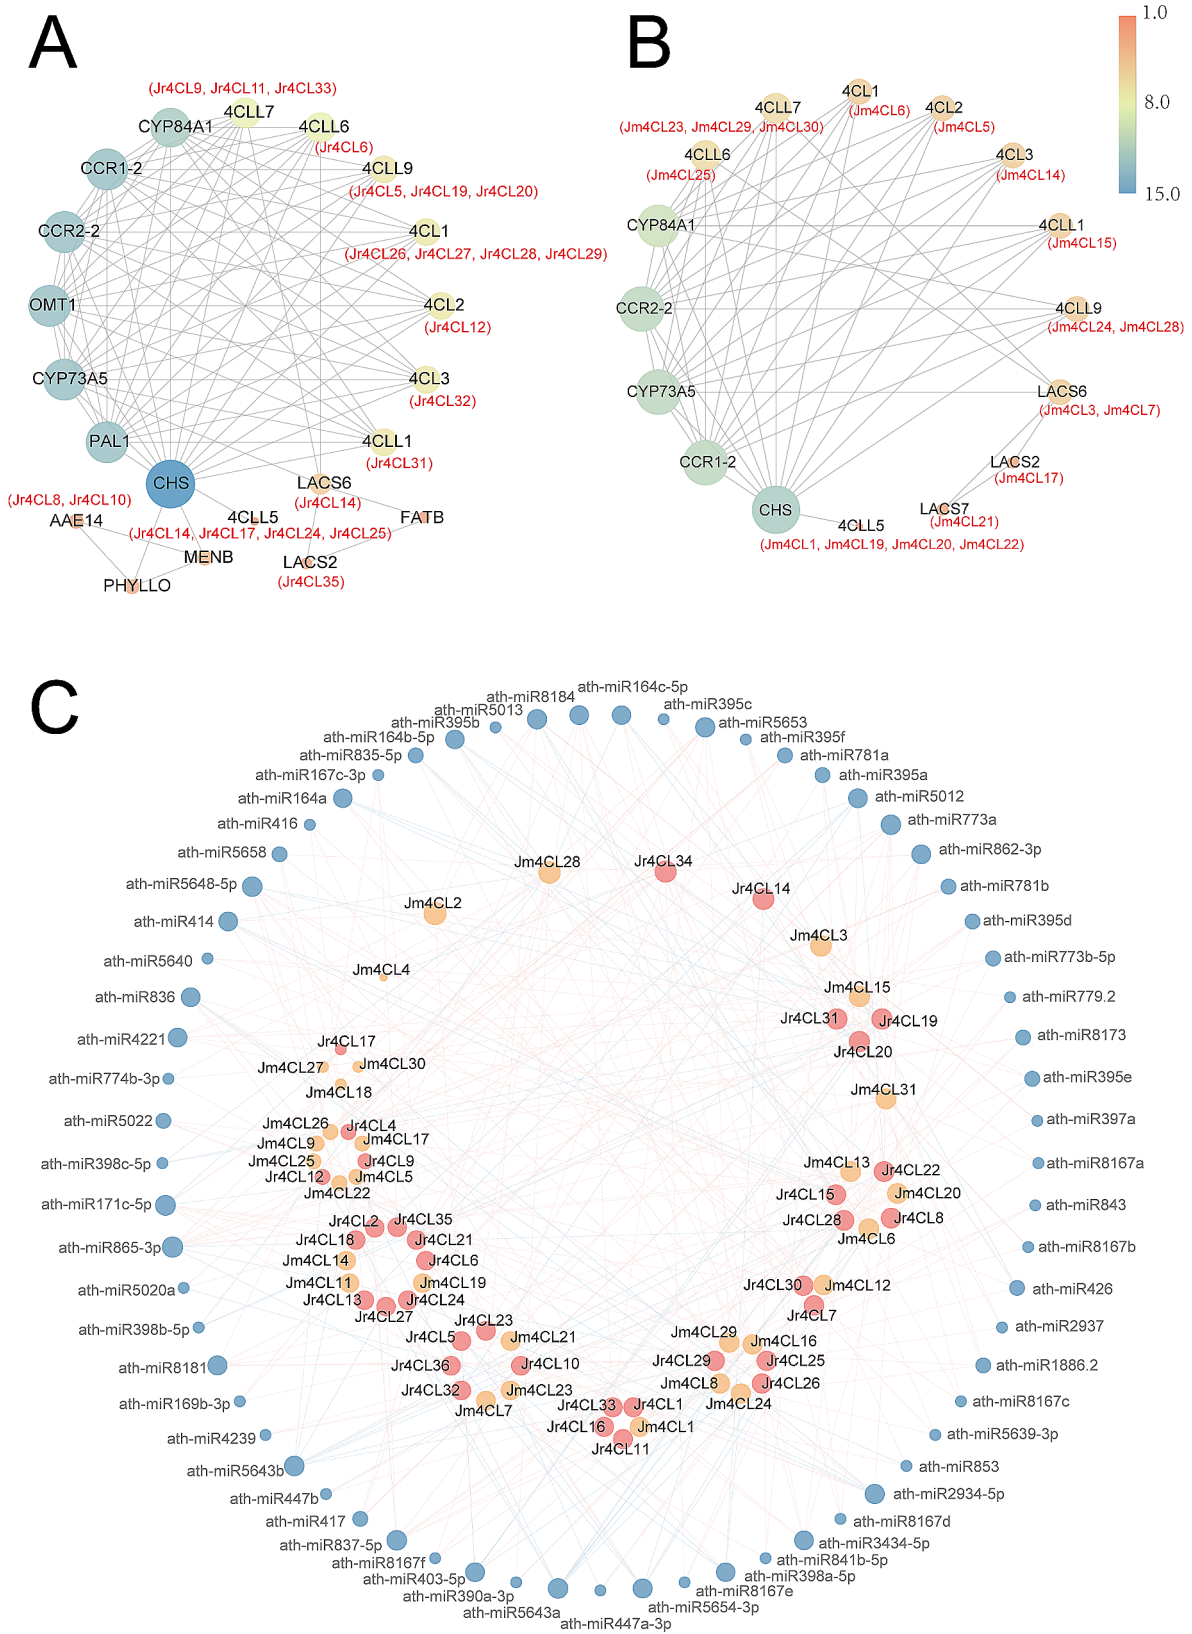 A
(Jr4CL9, Jr4CL11, Jr4CL33)
4CLL7
CYP84A1
4CLL6
(Jr4CL6)
CCR1-2
4CLL9
(Jr4CL5, Jr4CL19, Jr4CL20)
CCR2-2
4CL1
(Jr4CL26, Jr4CL27, Jr4CL28, Jr4CL29)
OMT1
4CL2
(Jr4CL12)
CYP73A5
4CL3
(Jr4CL32)
PAL1
4CLL1
(Jr4CL31)
CHS
LACS6
(Jr4CL14)
(Jr4CL8, Jr4CL10)
AAE14
4CLL5
(Jr4CL14, Jr4CL17, Jr4CL24, Jr4CL25)
FATB
MENB
LACS2
(Jr4CL35)
PHYLLO
B
1.0
8.0
15.0
4CL1
(Jm4CL6)
4CLL7
(Jm4CL23, Jm4CL29, Jm4CL30)
4CL2
(Jm4CL5)
4CLL6
(Jm4CL25)
4CL3
(Jm4CL14)
CYP84A1
4CLL1
(Jm4CL15)
CCR2-2
4CLL9
(Jm4CL24, Jm4CL28)
CYP73A5
LACS6
(Jm4CL3, Jm4CL7)
CCR1-2
LACS2
(Jm4CL17)
CHS
LACS7
(Jm4CL21)
4CLL5
(Jm4CL1, Jm4CL19, Jm4CL20, Jm4CL22)
C
ath-miR164c-5p
ath-miR8184
ath-miR395c
ath-miR5013
ath-miR5653
ath-miR395b
ath-miR395f
ath-miR164b-5p
ath-miR781a
ath-miR835-5p
ath-miR395a
ath-miR167c-3p
ath-miR5012
ath-miR164a
ath-miR773a
ath-miR416
ath-miR862-3p
ath-miR5658
ath-miR781b
ath-miR5648-5p
ath-miR395d
ath-miR414
ath-miR773b-5p
ath-miR5640
ath-miR779.2
ath-miR836
ath-miR8173
ath-miR4221
ath-miR395e
ath-miR774b-3p
ath-miR397a
ath-miR5022
ath-miR8167a
ath-miR398c-5p
ath-miR843
ath-miR171c-5p
ath-miR8167b
ath-miR865-3p
ath-miR426
ath-miR5020a
ath-miR2937
ath-miR398b-5p
ath-miR1886.2
ath-miR8181
ath-miR8167c
ath-miR169b-3p
ath-miR5639-3p
ath-miR4239
ath-miR853
ath-miR5643b
ath-miR2934-5p
ath-miR447b
ath-miR8167d
ath-miR417
ath-miR3434-5p
ath-miR837-5p
ath-miR841b-5p
ath-miR8167f
ath-miR398a-5p
ath-miR403-5p
ath-miR8167e
ath-miR390a-3p
ath-miR5654-3p
ath-miR5643a
ath-miR447a-3p
Jm4CL28
Jr4CL34
Jr4CL14
Jm4CL2
Jm4CL3
Jm4CL4
Jm4CL15
Jr4CL31
Jr4CL19
Jr4CL20
Jr4CL17
Jm4CL27
Jm4CL30
Jm4CL18
Jm4CL31
Jm4CL26
Jr4CL4
Jm4CL9
Jm4CL17
Jm4CL25
Jr4CL9
Jr4CL12
Jm4CL5
Jm4CL22
Jm4CL13
Jr4CL22
Jr4CL15
Jm4CL20
Jr4CL28
Jr4CL8
Jm4CL6
Jr4CL2
Jr4CL35
Jr4CL18
Jr4CL21
Jm4CL14
Jr4CL6
Jm4CL11
Jm4CL19
Jr4CL13
Jr4CL24
Jr4CL27
Jr4CL30
Jm4CL12
Jr4CL7
Jr4CL23
Jr4CL5
Jm4CL21
Jr4CL36
Jr4CL10
Jr4CL32
Jm4CL23
Jm4CL7
Jm4CL29
Jm4CL16
Jr4CL29
Jr4CL25
Jm4CL8
Jr4CL26
Jm4CL24
Jr4CL33
Jr4CL1
Jr4CL16
Jm4CL1
Jr4CL11